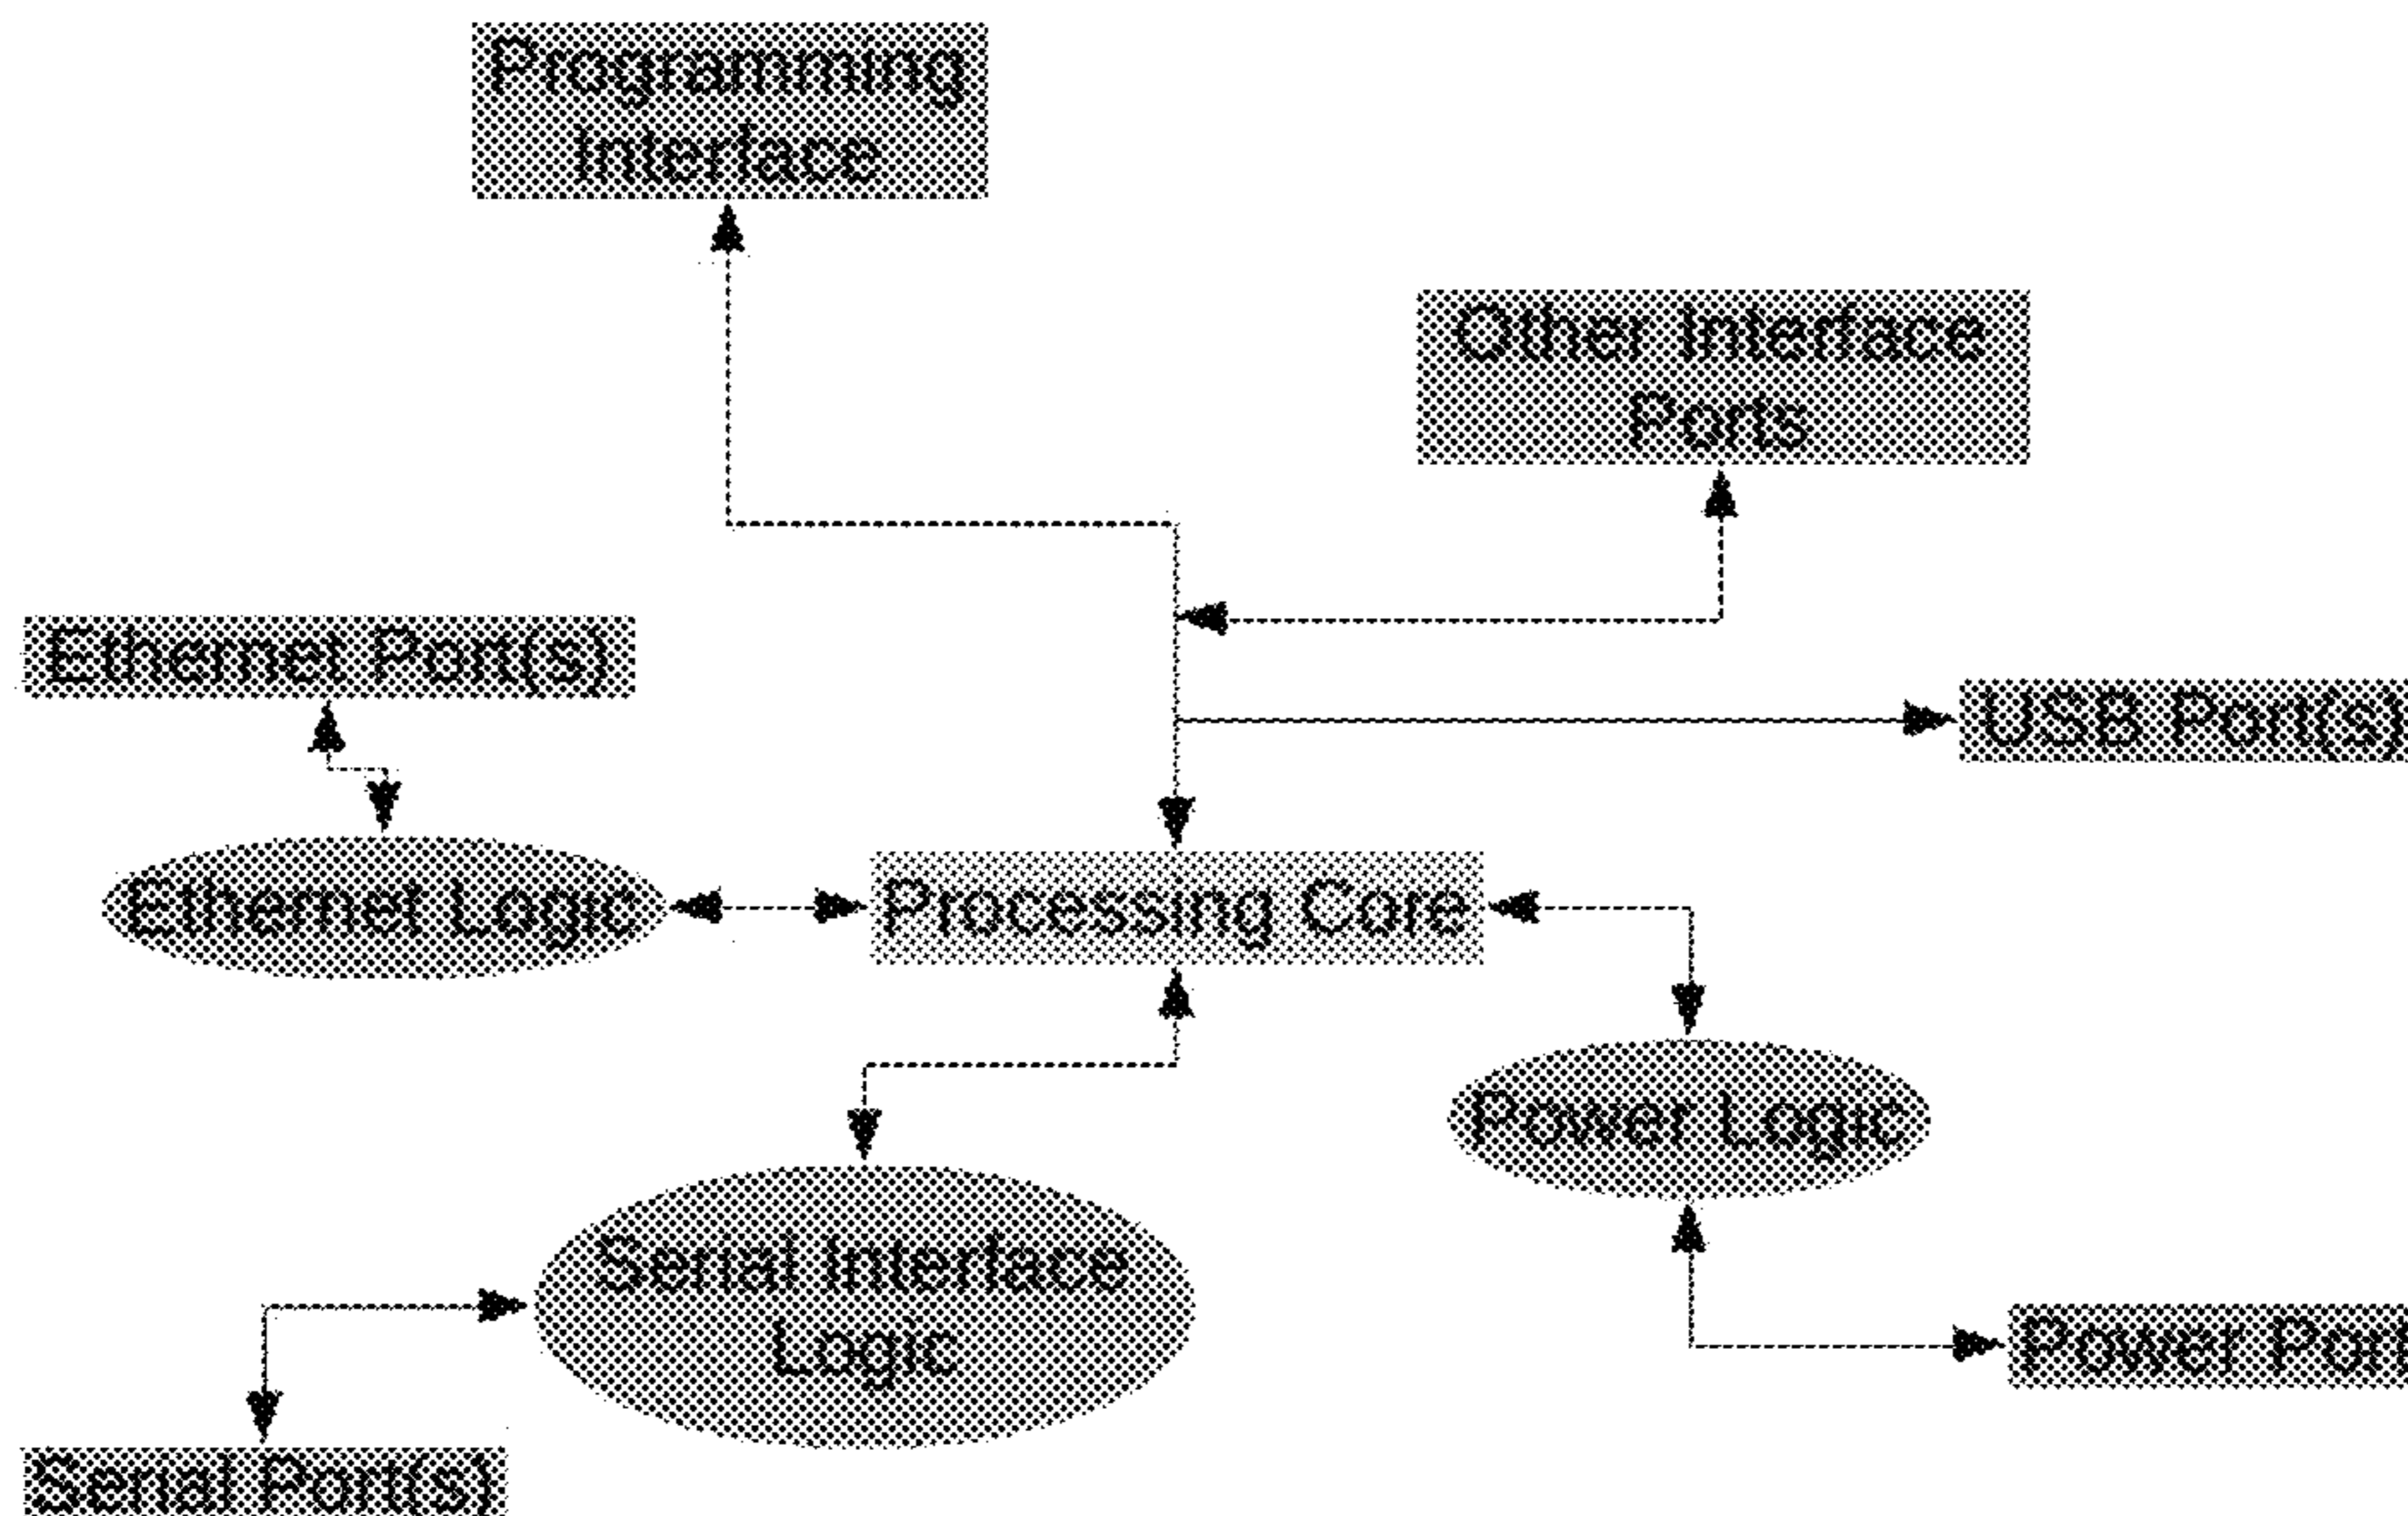 Programming
Interface
Other Interface
Ports
Ethernet Port(s)
USB Port(s)
Ethernet Logic
Processing Core
Power Logic
Serial Interface
Logic
Power Port
Serial Port(s)